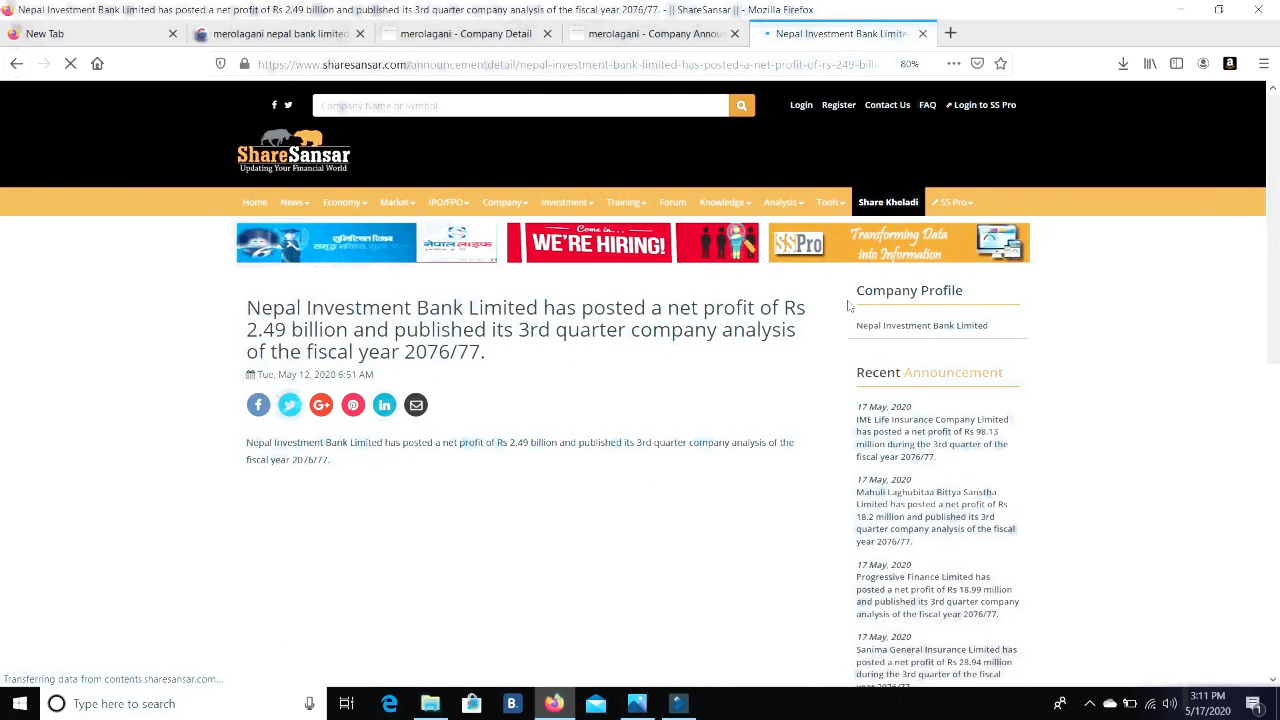 Nepal Investment Bank Limited has posted a net profit of Rs 2.49 billion and published its 3rd quarter company analysis of the fiscal year 2076/77. - || ShareSansar || - Mozilla Firefox
New Tab
merolagani nepal bank limited
merolagani - Company Detail
merolagani - Company Announ
Nepal Investment Bank Limite
https://www.sharesansar.com/announcementdetail/nepal-investment-bank-limited-has-posted-a-net-profit-of-rs-249-billi
80%
Company Name or Symbol
Login Register Contact Us FAQ Login to SS Pro
ShareSansar
Updating Your Financial World
Home News Economy Market IPO/FPO Company Investment Training Forum Knowledge Analysis Tools Share Kheladi SS Pro
नेपाल लाइफ
Come in...
WE'RE HIRING!
SSPro
Transforming Data
into Information
Company Profile
Nepal Investment Bank Limited
Nepal Investment Bank Limited has posted a net profit of Rs
2.49 billion and published its 3rd quarter company analysis
of the fiscal year 2076/77.
Tue, May 12, 2020 6:51 AM
Nepal Investment Bank Limited has posted a net profit of Rs 2.49 billion and published its 3rd quarter company analysis of the
fiscal year 2076/77.
Recent Announcement
17 May, 2020
IME Life Insurance Company Limited
has posted a net profit of Rs 98.13
million during the 3rd quarter of the
fiscal year 2076/77.
17 May, 2020
Mahuli Laghubitaa Bittya Sanstha
Limited has posted a net profit of Rs
18.2 million and published its 3rd
quarter company analysis of the fiscal
year 2076/77.
17 May, 2020
Progressive Finance Limited has
posted a net profit of Rs 18.99 million
and published its 3rd quarter company
analysis of the fiscal year 2076/77.
17 May, 2020
Sanima General Insurance Limited has
posted a net profit of Rs 28.94 million
during the 3rd quarter of the fiscal
year 2076/77.
Transferring data from contents.sharesansar.com...
Type here to search
3:11 PM
5/17/2020